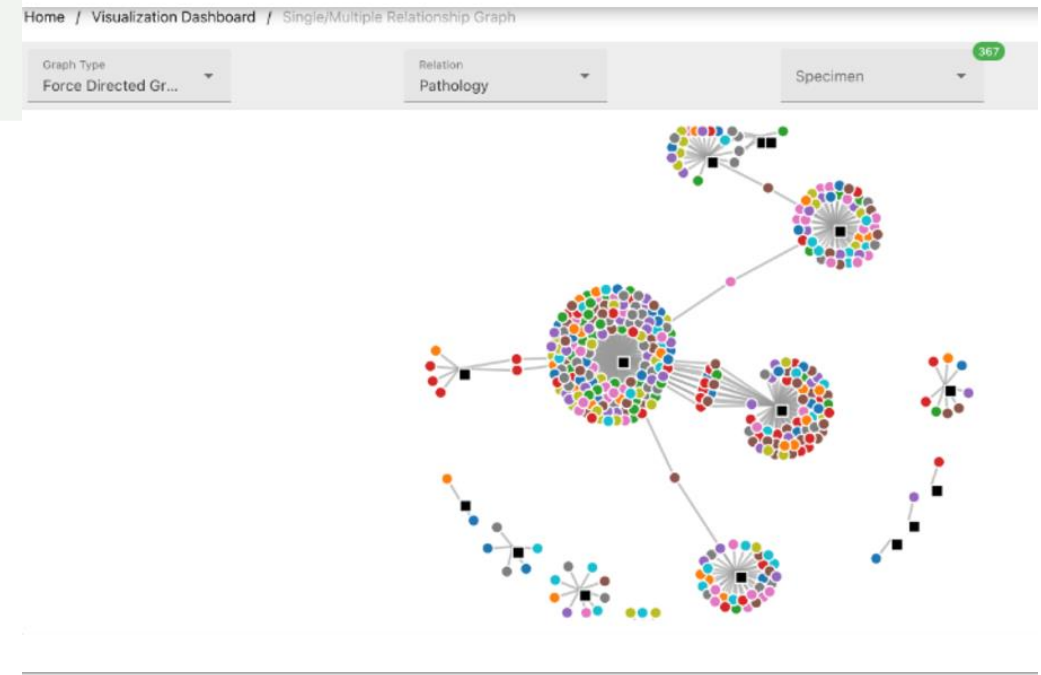 Home / Visualization Dashboard / Single/Multiple Relationship Graph
367
Graph Type
Force Directed Gr...
Relation
Pathology
Specimen